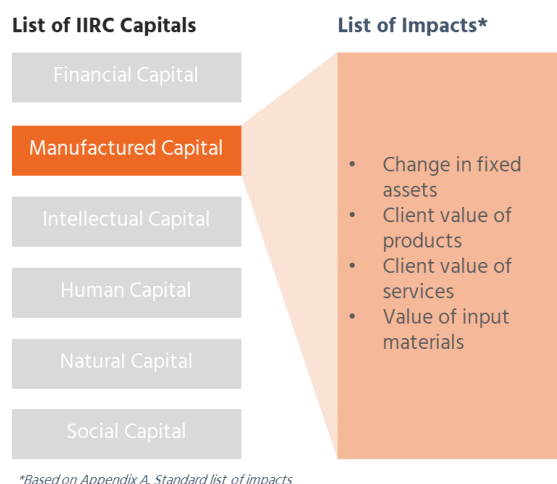 List of IIRC Capitals
List of Impacts*
Financial Capital
Manufactured Capital
Intellectual Capital
Human Capital
Natural Capital
Social Capital
• Change in fixed
assets
• Client value of
products
• Client value of
services
• Value of input
materials
*Based on Appendix A. Standard list of impacts